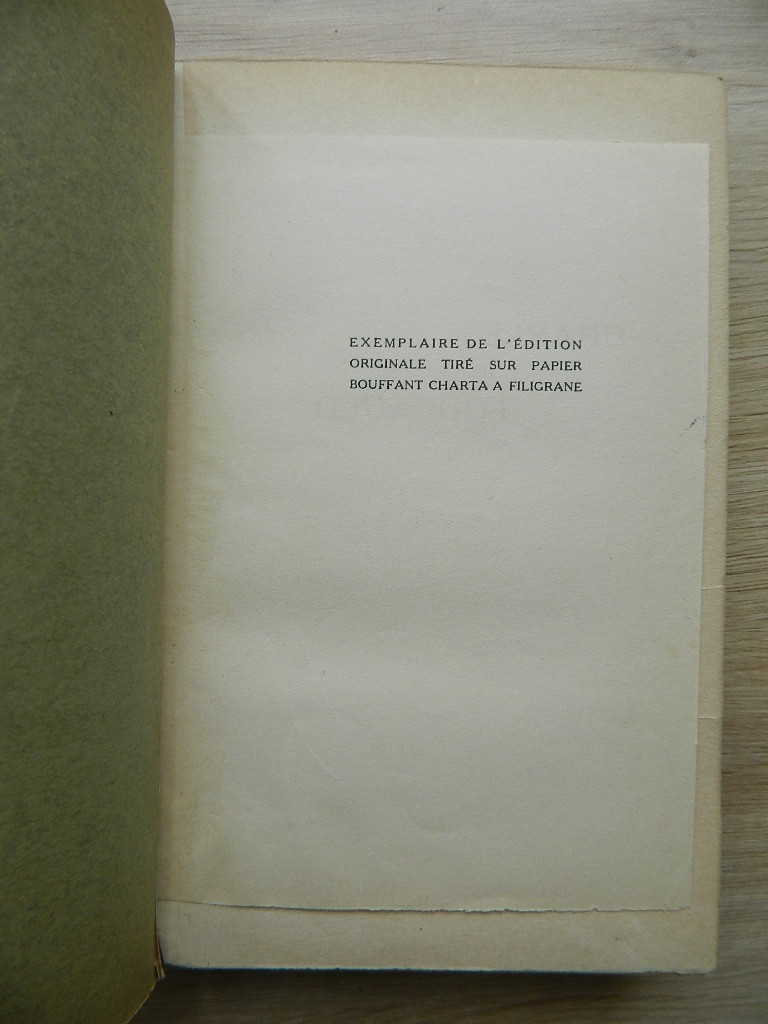 EXEMPLAIRE DE L'ÉDITION
ORIGINALE TIRÉ SUR PAPIER
BOUFFANT CHARTA A FILIGRANE